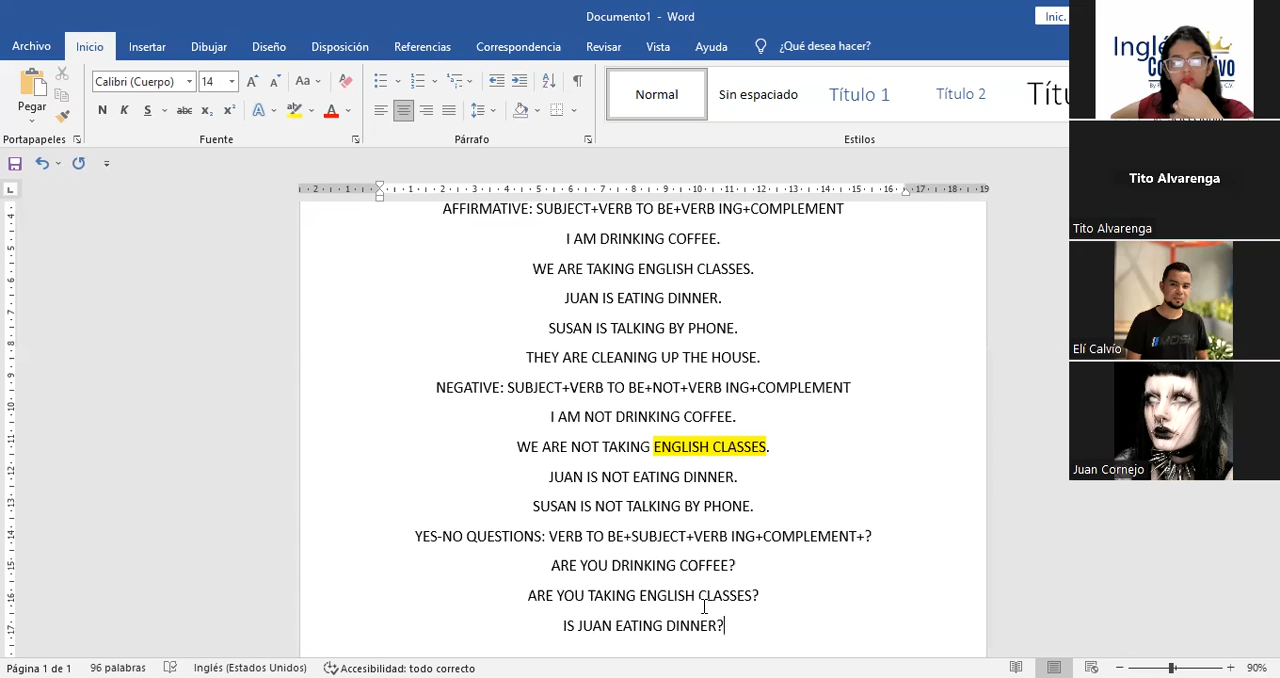 Documento1 - Word
Inic.
Archivo
Inicio
Insertar
Dibujar
Diseño
Disposición
Referencias
Correspondencia
Revisar
Vista
Ayuda
¿Qué desea hacer?
Pegar
Calibri (Cuerpo)
14
Aa
N K S abc x₂ x²
Normal
Sin espaciado
Título 1
Título 2
Portapapeles
Fuente
Párrafo
Estilos
AFFIRMATIVE: SUBJECT+VERB TO BE+VERB ING+COMPLEMENT
I AM DRINKING COFFEE.
WE ARE TAKING ENGLISH CLASSES.
JUAN IS EATING DINNER.
SUSAN IS TALKING BY PHONE.
THEY ARE CLEANING UP THE HOUSE.
NEGATIVE: SUBJECT+VERB TO BE+NOT+VERB ING+COMPLEMENT
I AM NOT DRINKING COFFEE.
WE ARE NOT TAKING ENGLISH CLASSES.
JUAN IS NOT EATING DINNER.
SUSAN IS NOT TALKING BY PHONE.
YES-NO QUESTIONS: VERB TO BE+SUBJECT+VERB ING+COMPLEMENT+?
ARE YOU DRINKING COFFEE?
ARE YOU TAKING ENGLISH CLASSES?
IS JUAN EATING DINNER?
Página 1 de 1
96 palabras
Inglés (Estados Unidos)
Accesibilidad: todo correcto
90%
Tito Alvarenga
Tito Alvarenga
Elí Calvío
Juan Cornejo